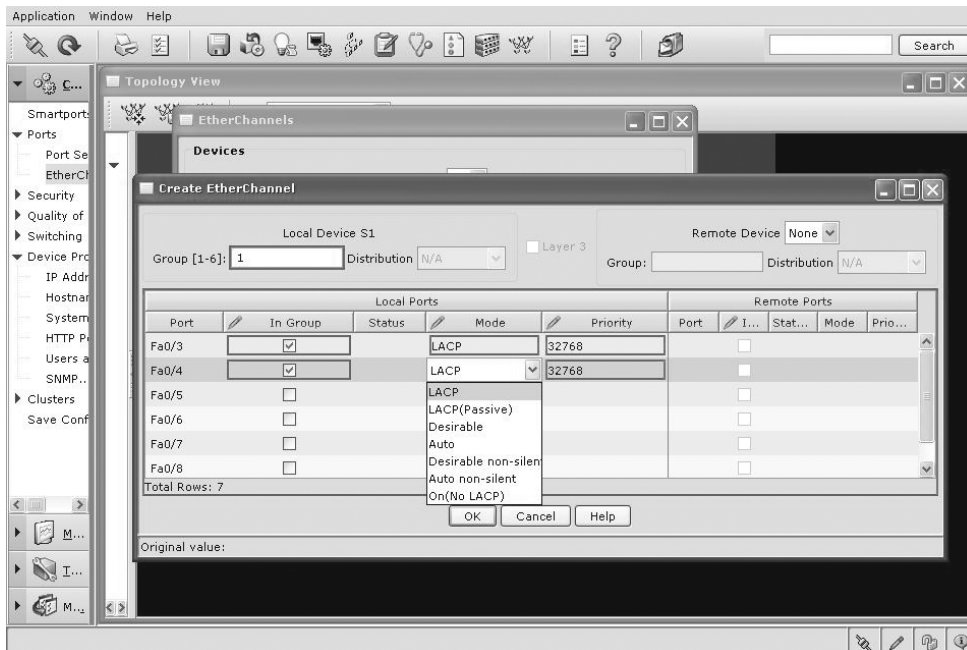 Application Window Help
Search
C...
Topology View
Smartports
Ports
EtherChannels
Port Se
Devices
EtherCh
Create EtherChannel
Security
Quality of
Switching
Device Pro
IP Addr
Hostnam
System
HTTP Po
Users a
SNMP...
Clusters
Save Conf
Local Device S1
Remote Device None
Group [1-6]: 1 Distribution N/A
Layer 3
Group: Distribution N/A
Local Ports Remote Ports
Port In Group Status Mode Priority Port I... Stat... Mode Prio...
Fa0/3 LACP 32768
Fa0/4 LACP 32768
Fa0/5
Fa0/6
Fa0/7
Fa0/8
LACP
LACP(Passive)
Desirable
Auto
Desirable non-silen
Auto non-silent
On(No LACP)
Total Rows: 7
OK Cancel Help
Original value:
M...
I...
M...